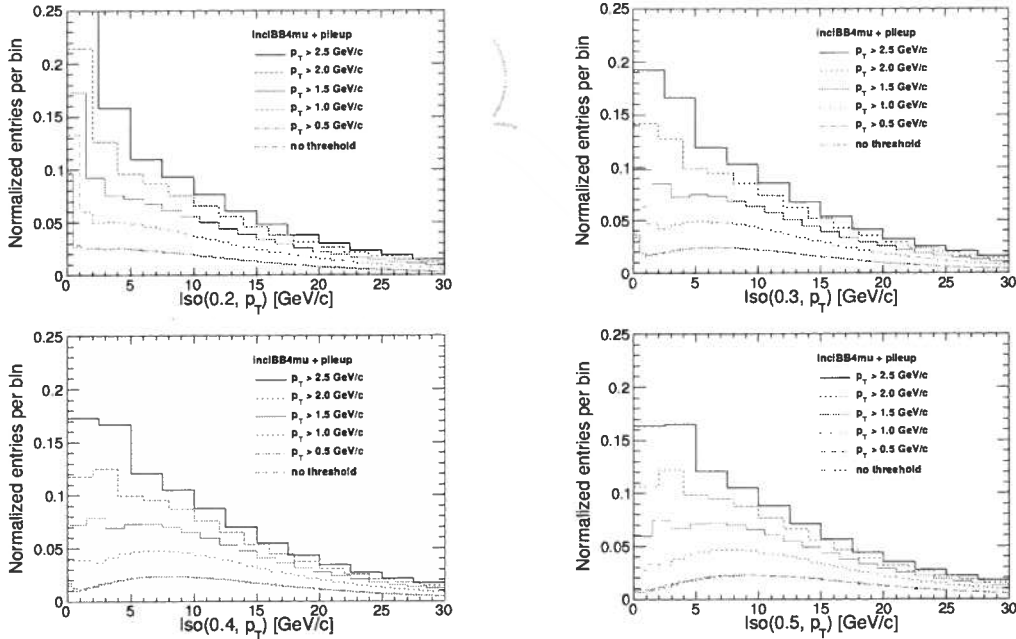 Normalized entries per bin
0.25
0.2
0.15
0.1
0.05
0
inclBB4mu + pileup
p_T > 2.5 GeV/c
p_T > 2.0 GeV/c
p_T > 1.5 GeV/c
p_T > 1.0 GeV/c
p_T > 0.5 GeV/c
no threshold
0 5 10 15 20 25 30
Iso(0.2, p_T) [GeV/c]
Normalized entries per bin
0.25
0.2
0.15
0.1
0.05
0
inclBB4mu + pileup
p_T > 2.5 GeV/c
p_T > 2.0 GeV/c
p_T > 1.5 GeV/c
p_T > 1.0 GeV/c
p_T > 0.5 GeV/c
no threshold
0 5 10 15 20 25 30
Iso(0.3, p_T) [GeV/c]
Normalized entries per bin
0.25
0.2
0.15
0.1
0.05
0
inclBB4mu + pileup
p_T > 2.5 GeV/c
p_T > 2.0 GeV/c
p_T > 1.5 GeV/c
p_T > 1.0 GeV/c
p_T > 0.5 GeV/c
no threshold
0 5 10 15 20 25 30
Iso(0.4, p_T) [GeV/c]
Normalized entries per bin
0.25
0.2
0.15
0.1
0.05
0
inclBB4mu + pileup
p_T > 2.5 GeV/c
p_T > 2.0 GeV/c
p_T > 1.5 GeV/c
p_T > 1.0 GeV/c
p_T > 0.5 GeV/c
no threshold
0 5 10 15 20 25 30
Iso(0.5, p_T) [GeV/c]